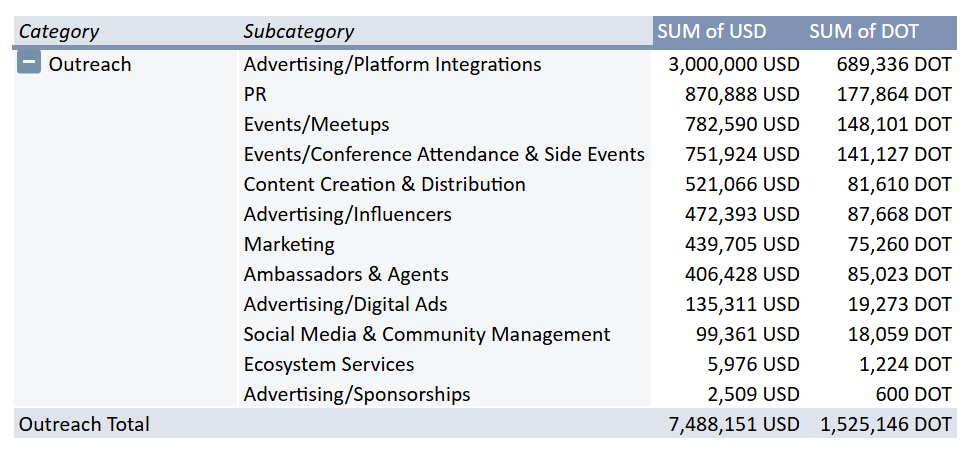 Category Subcategory SUM of USD SUM of DOT
Outreach Advertising/Platform Integrations 3,000,000 USD 689,336 DOT
PR 870,888 USD 177,864 DOT
Events/Meetups 782,590 USD 148,101 DOT
Events/Conference Attendance & Side Events 751,924 USD 141,127 DOT
Content Creation & Distribution 521,066 USD 81,610 DOT
Advertising/Influencers 472,393 USD 87,668 DOT
Marketing 439,705 USD 75,260 DOT
Ambassadors & Agents 406,428 USD 85,023 DOT
Advertising/Digital Ads 135,311 USD 19,273 DOT
Social Media & Community Management 99,361 USD 18,059 DOT
Ecosystem Services 5,976 USD 1,224 DOT
Advertising/Sponsorships 2,509 USD 600 DOT
Outreach Total 7,488,151 USD 1,525,146 DOT